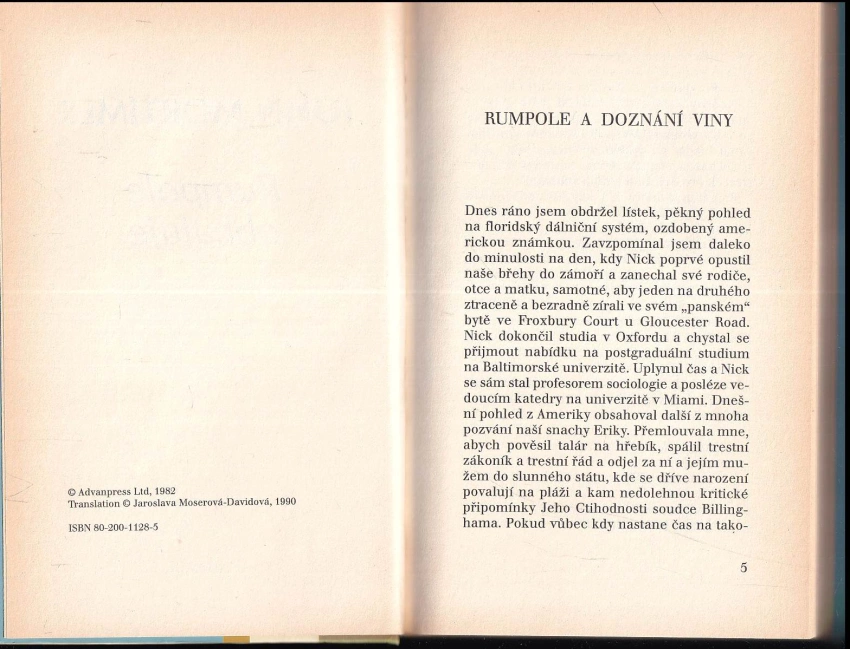 © Advanpress Ltd, 1982
Translation © Jaroslava Moserová-Davidová, 1990
ISBN 80-200-1128-5
RUMPOLE A DOZNÁNÍ VINY
Dnes ráno jsem obdržel lístek, pěkný pohled
na floridský dálniční systém, ozdobený ame-
rickou známkou. Zavzpomínal jsem daleko
do minulosti na den, kdy Nick poprvé opustil
naše břehy do zámoří a zanechal své rodiče,
otce a matku, samotné, aby jeden na druhého
ztraceně a bezradně zírali ve svém „panském“
bytě ve Froxbury Court u Gloucester Road.
Nick dokončil studia v Oxfordu a chystal se
přijmout nabídku na postgraduální studium
na Baltimorské univerzitě. Uplynul čas a Nick
se sám stal profesorem sociologie a posléze ve-
doucím katedry na univerzitě v Miami. Dneš-
ní pohled z Ameriky obsahoval další z mnoha
pozvání naší snachy Eriky. Přemlouvala mne,
abych pověsil talár na hřebík, spálil trestní
zákoník a trestní řád a odjel za ní a jejím mu-
žem do slunného státu, kde se dříve narození
povalují na pláži a kam nedolehnou kritické
připomínky Jeho Ctihodnosti soudce Billing-
hama. Pokud vůbec kdy nastane čas na tako-
5